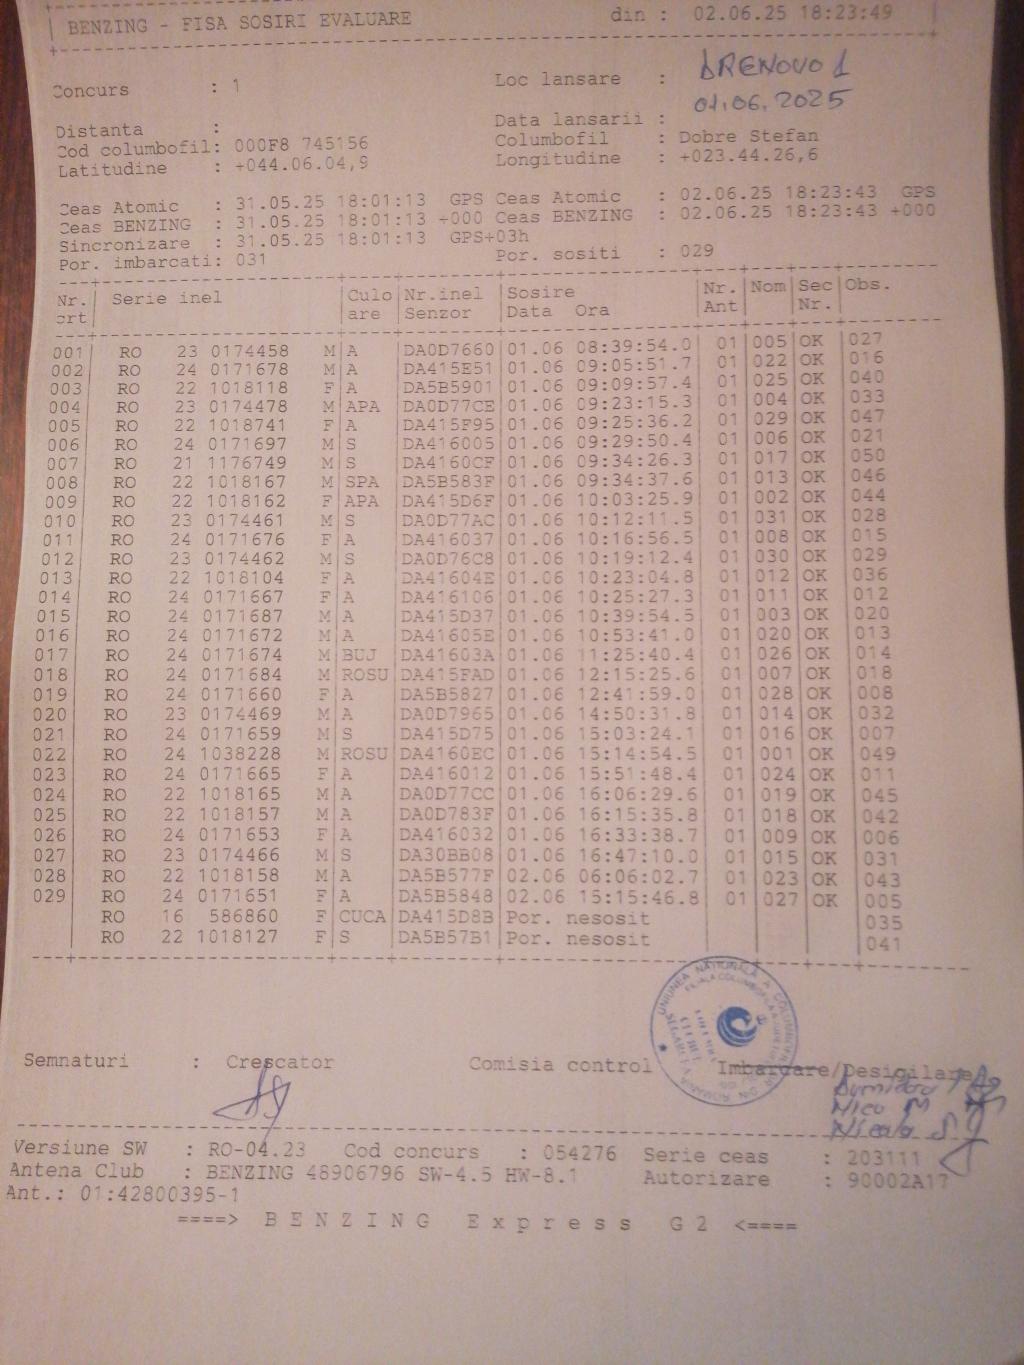 BENZING - FISA SOSIRI EVALUARE din : 02.06.25 18:23:49
Concurs : 1 Loc lansare : DRENOVO 1
Distanta : Data lansarii : 01.06.2025
Cod columbofil: 000F8 745156 Columbofil : Dobre Stefan
Latitudine : +044.06.04,9 Longitudine : +023.44.26,6
Ceas Atomic : 31.05.25 18:01:13 GPS Ceas Atomic : 02.06.25 18:23:43 GPS
Ceas BENZING : 31.05.25 18:01:13 +000 Ceas BENZING : 02.06.25 18:23:43 +000
Sincronizare : 31.05.25 18:01:13 GPS+03h
Por. imbarcati: 031 Por. sositi : 029
Nr. Serie inel Culo Nr.inel Sosire Nr. Nom Sec Obs.
crt are Senzor Data Ora Ant Nr.
001 RO 23 0174458 M A DA0D7660 01.06 08:39:54.0 01 005 OK 027
002 RO 24 0171678 M A DA415E51 01.06 09:05:51.7 01 022 OK 016
003 RO 22 1018118 F A DA5B5901 01.06 09:09:57.4 01 025 OK 040
004 RO 23 0174478 M APA DA0D77CE 01.06 09:23:15.3 01 004 OK 033
005 RO 22 1018741 F A DA415F95 01.06 09:25:36.2 01 029 OK 047
006 RO 24 0171697 M S DA416005 01.06 09:29:50.4 01 006 OK 021
007 RO 21 1176749 M S DA4160CF 01.06 09:34:26.3 01 017 OK 050
008 RO 22 1018167 M SPA DA5B583F 01.06 09:34:37.6 01 013 OK 046
009 RO 22 1018162 F APA DA415D6F 01.06 10:03:25.9 01 002 OK 044
010 RO 23 0174461 M S DA0D77AC 01.06 10:12:11.5 01 031 OK 028
011 RO 24 0171676 F A DA416037 01.06 10:16:56.5 01 008 OK 015
012 RO 23 0174462 M S DA0D76C8 01.06 10:19:12.4 01 030 OK 029
013 RO 22 1018104 F A DA41604E 01.06 10:23:04.8 01 012 OK 036
014 RO 24 0171667 F A DA416106 01.06 10:25:27.3 01 011 OK 012
015 RO 24 0171687 M A DA415D37 01.06 10:39:54.5 01 003 OK 020
016 RO 24 0171672 M A DA41605E 01.06 10:53:41.0 01 020 OK 013
017 RO 24 0171674 M BUJ DA41603A 01.06 11:25:40.4 01 026 OK 014
018 RO 24 0171684 M ROSU DA415FAD 01.06 12:15:25.6 01 007 OK 018
019 RO 24 0171660 F A DA5B5827 01.06 12:41:59.0 01 028 OK 008
020 RO 23 0174469 M A DA0D7965 01.06 14:50:31.8 01 014 OK 032
021 RO 24 0171659 M S DA415D75 01.06 15:03:24.1 01 016 OK 007
022 RO 24 1038228 M ROSU DA4160EC 01.06 15:14:54.5 01 001 OK 049
023 RO 24 0171665 F A DA416012 01.06 15:51:48.4 01 024 OK 011
024 RO 22 1018165 M A DA0D77CC 01.06 16:06:29.6 01 019 OK 045
025 RO 22 1018157 M A DA0D783F 01.06 16:15:35.8 01 018 OK 042
026 RO 24 0171653 F A DA416032 01.06 16:33:38.7 01 009 OK 006
027 RO 23 0174466 M S DA30BB08 01.06 16:47:10.0 01 015 OK 031
028 RO 22 1018158 M A DA5B577F 02.06 06:06:02.7 01 023 OK 043
029 RO 24 0171651 F A DA5B5848 02.06 15:15:46.8 01 027 OK 005
RO 16 586860 F CUCA DA415D8B Por. nesosit 035
RO 22 1018127 F S DA5B57B1 Por. nesosit 041
UNIUNEA NATIONALA A COLUMBOFILILOR DIN ROMANIA
Semnaturi : Crescator Comisia control Imbarcare/Desigilare
Nico M
Versiune SW : RO-04.23 Cod concurs : 054276 Serie ceas : 203111
Antena Club : BENZING 48906796 SW-4.5 HW-8.1 Autorizare : 90002A17
Ant.: 01:42800395-1
====> BENZING Express G2 <====